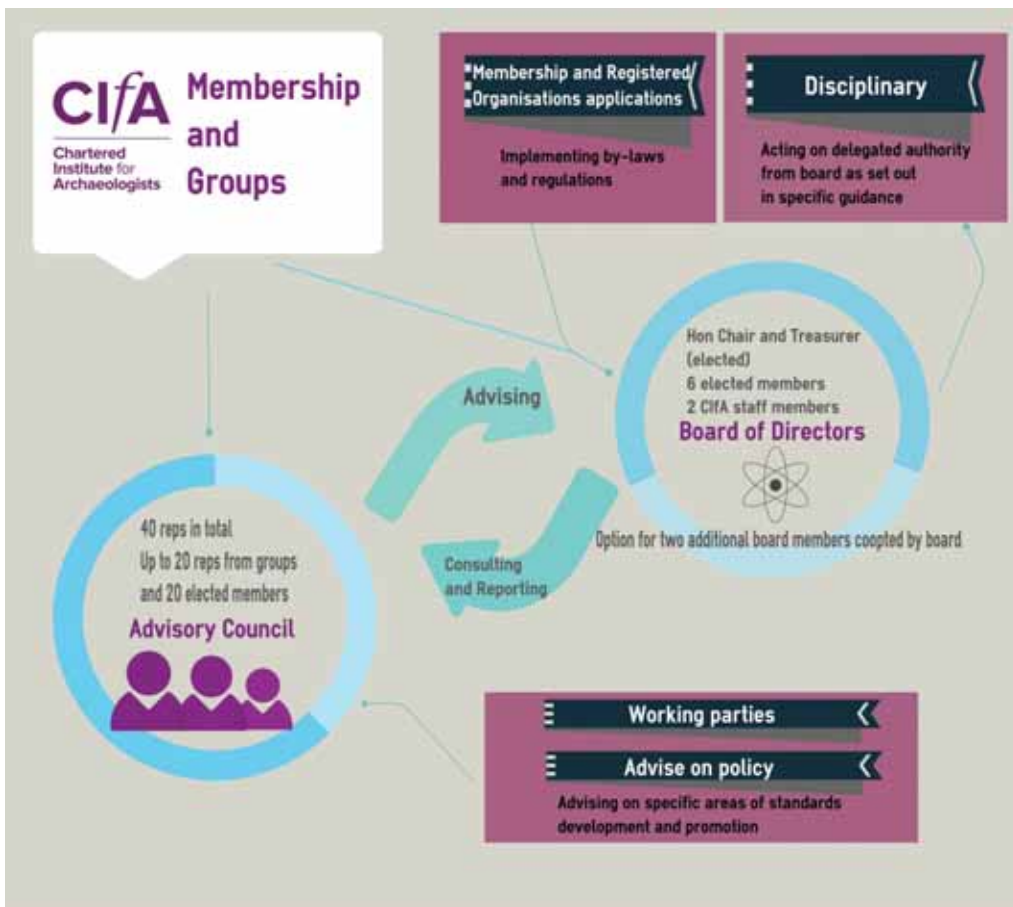 CIfA
Chartered
Institute for
Archaeologists
Membership
and
Groups
Membership and Registered
Organisations applications
Implementing by-laws
and regulations
Disciplinary
Acting on delegated authority
from board as set out
in specific guidance
Hon Chair and Treasurer
(elected)
6 elected members
2 CIfA staff members
Board of Directors
Option for two additional board members coopted by board
Advising
Consulting
and Reporting
40 reps in total
Up to 20 reps from groups
and 20 elected members
Advisory Council
Working parties
Advise on policy
Advising on specific areas of standards
development and promotion